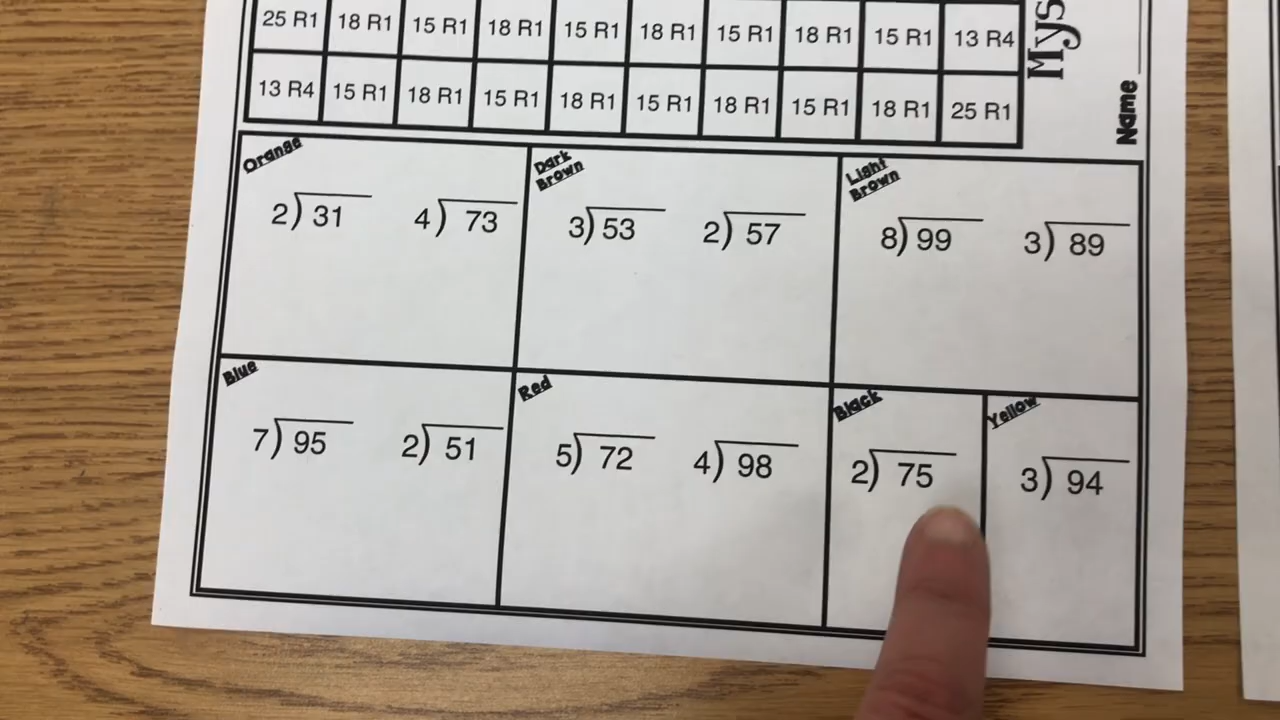 25 R1 18 R1 15 R1 18 R1 15 R1 18 R1 15 R1 18 R1 15 R1 13 R4
13 R4 15 R1 18 R1 15 R1 18 R1 15 R1 18 R1 15 R1 18 R1 25 R1
Name
Orange
2) 31 4) 73
Dark
Brown
3) 53 2) 57
Light
Brown
8) 99 3) 89
Blue
7) 95 2) 51
Red
5) 72 4) 98
Black
2) 75
Yellow
3) 94